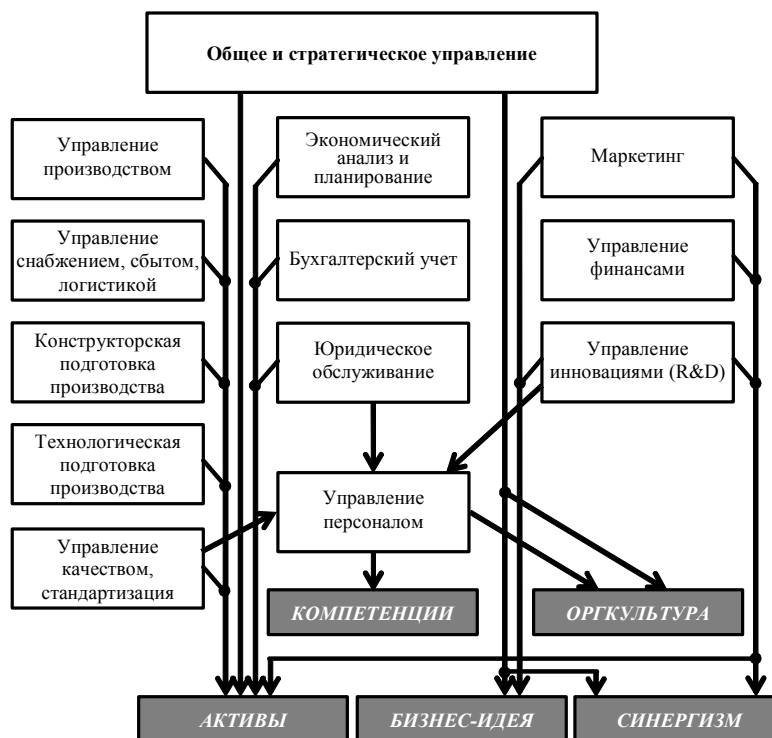 Общее и стратегическое управление
Управление
производством
Экономический
анализ и
планирование
Маркетинг
Управление
снабжением, сбытом,
логистикой
Бухгалтерский учет
Управление
финансами
Конструкторская
подготовка
производства
Юридическое
обслуживание
Управление
инновациями (R&D)
Технологическая
подготовка
производства
Управление
персоналом
Управление
качеством,
стандартизация
КОМПЕТЕНЦИИ
ОРГКУЛЬТУРА
АКТИВЫ
БИЗНЕС-ИДЕЯ
СИНЕРГИЗМ